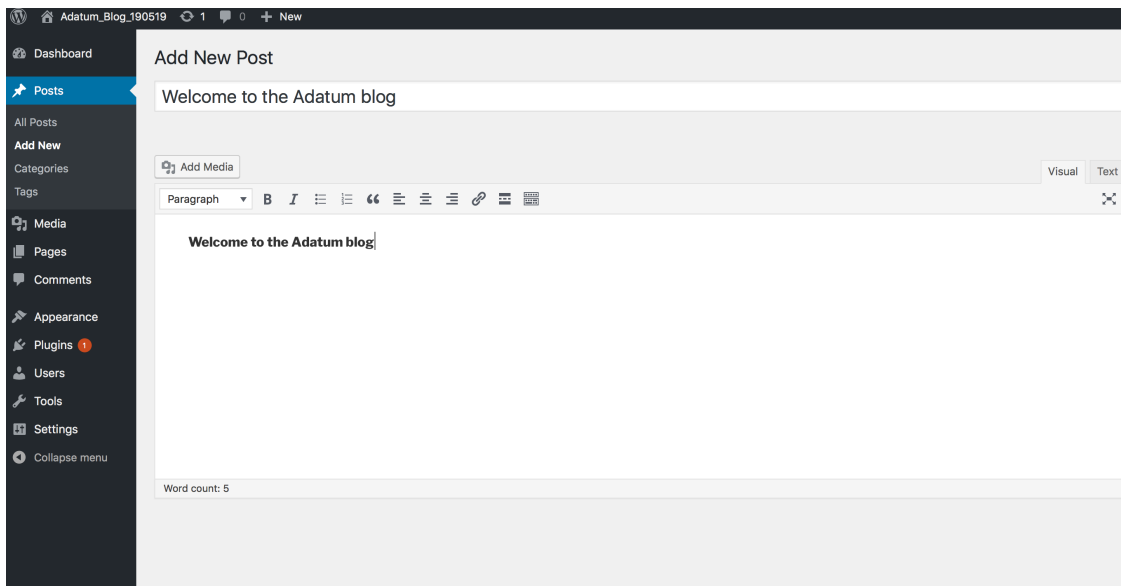 Adatum_Blog_190519 1 0 + New
Dashboard
Add New Post
Posts
Welcome to the Adatum blog
All Posts
Add New
Categories
Tags
Add Media
Visual Text
Paragraph B I
Media
Pages
Comments
Appearance
Plugins 1
Users
Tools
Settings
Collapse menu
Welcome to the Adatum blog
Word count: 5